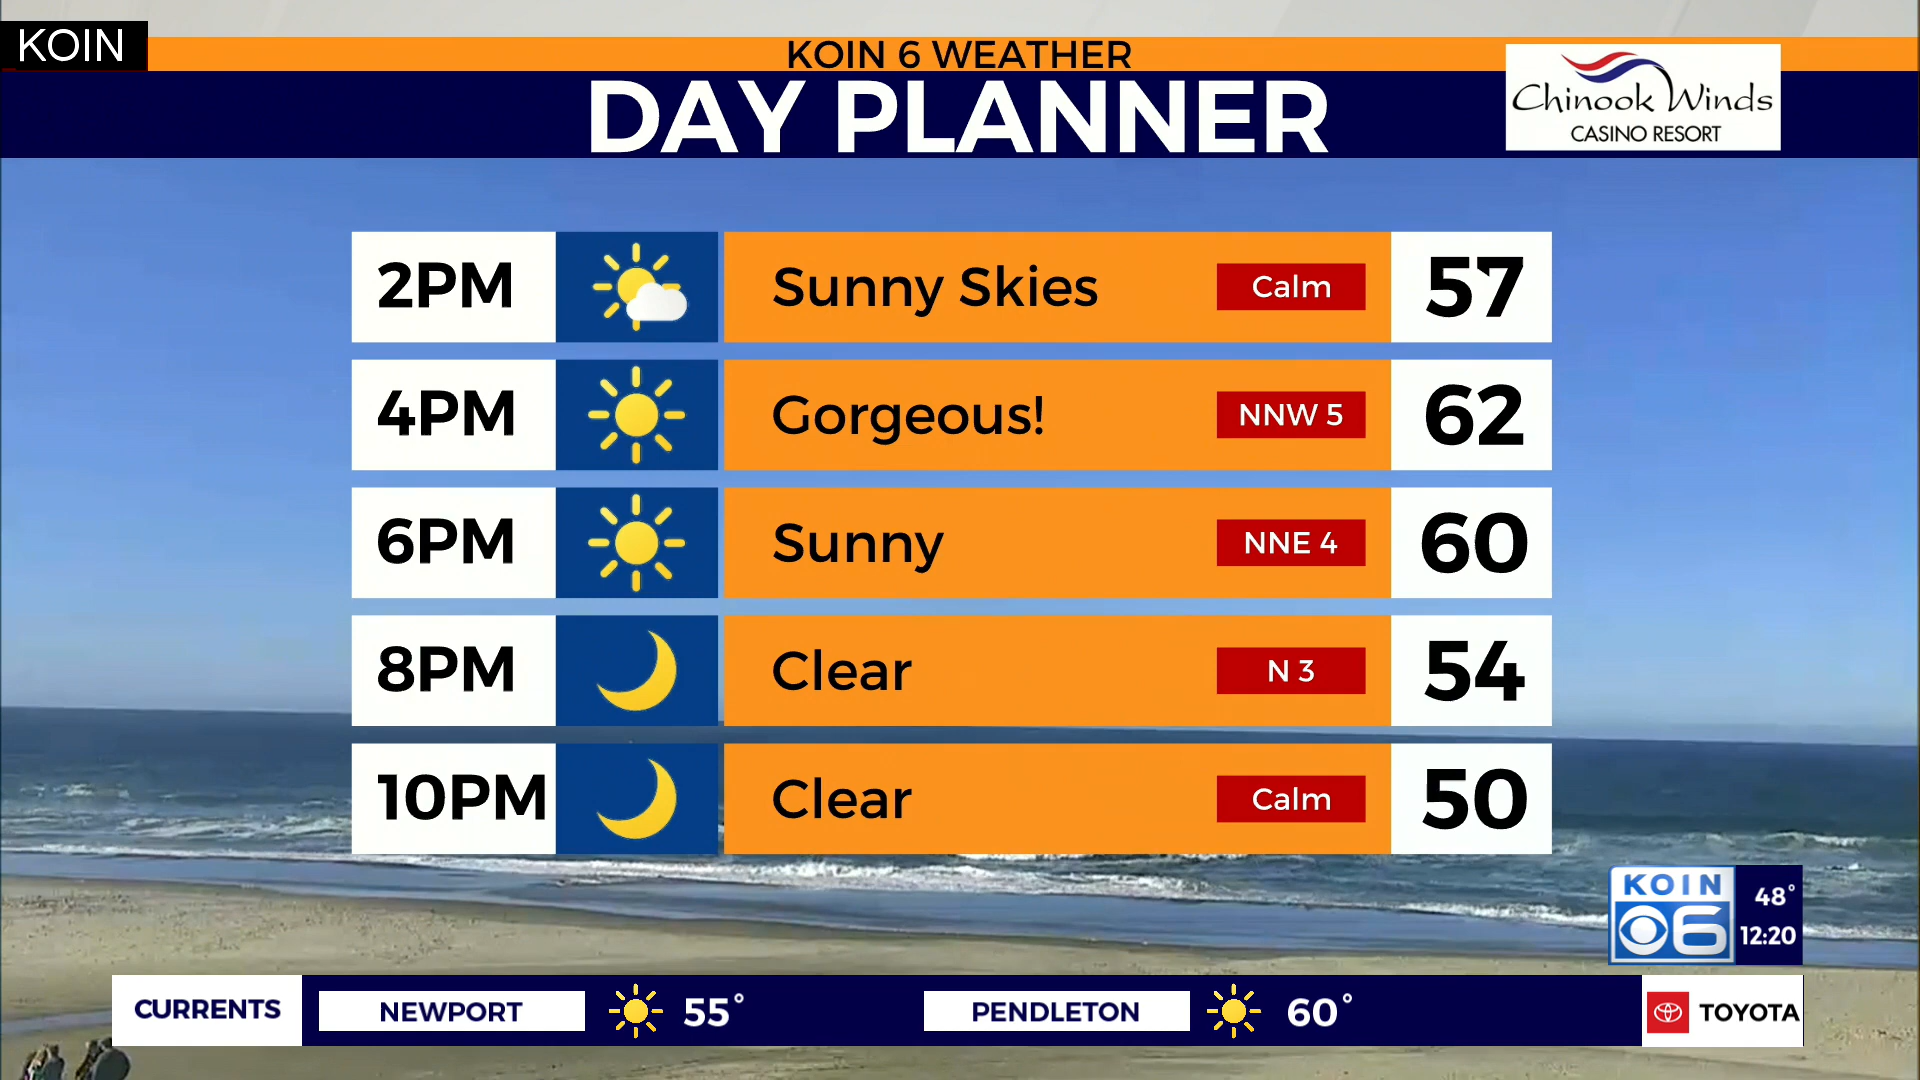 KOIN
KOIN 6 WEATHER
DAY PLANNER
Chinook Winds
CASINO RESORT
2PM Sunny Skies Calm 57
4PM Gorgeous! NNW 5 62
6PM Sunny NNE 4 60
8PM Clear N 3 54
10PM Clear Calm 50
KOIN
6
48°
12:20
CURRENTS NEWPORT 55° PENDLETON 60° TOYOTA